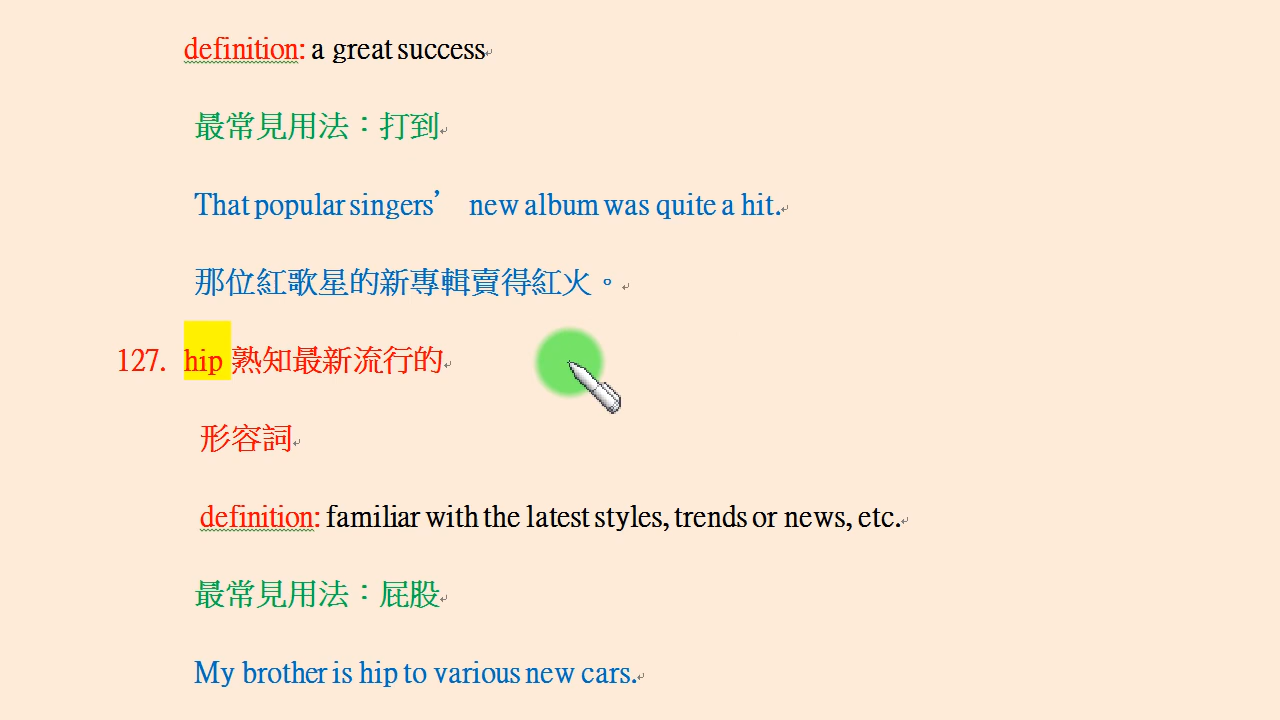 definition: a great success
最常見用法：打到
That popular singers’ new album was quite a hit.
那位紅歌星的新專輯賣得紅火。
127. hip 熟知最新流行的
形容詞
definition: familiar with the latest styles, trends or news, etc.
最常見用法：屁股
My brother is hip to various new cars.